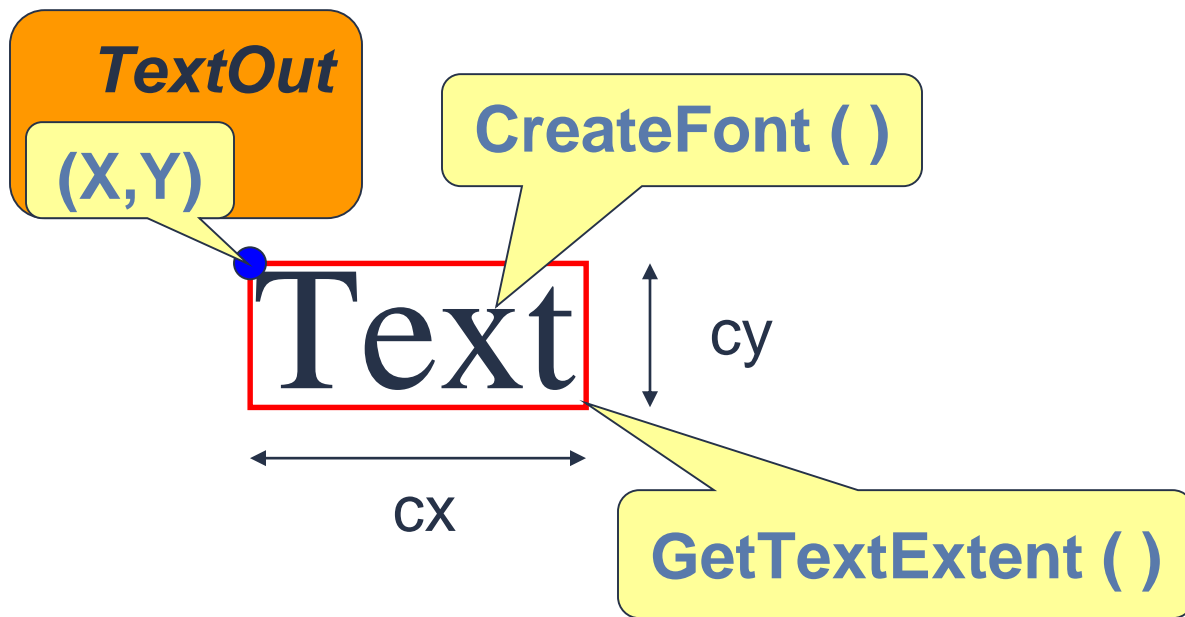 TextOut
CreateFont ( )
(X,Y)
Text
cy
cx
GetTextExtent ( )